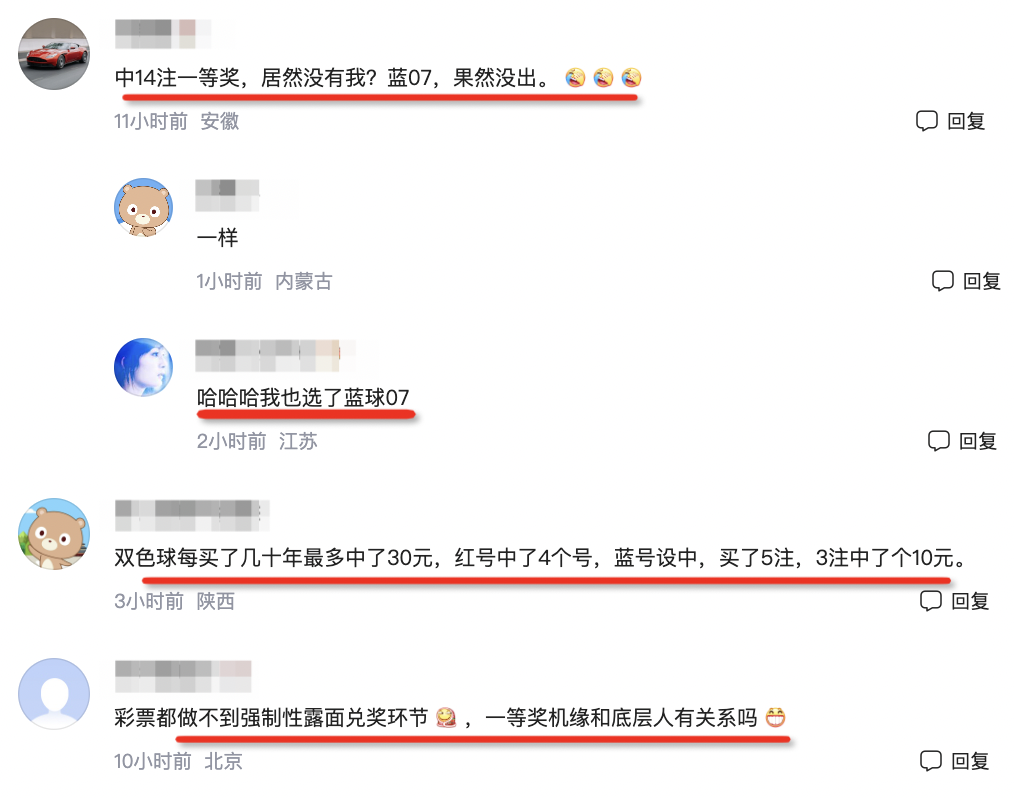 中14注一等奖，居然没有我？蓝07，果然没出。
11小时前 安徽
回复
一样
1小时前 内蒙古
回复
哈哈哈我也选了蓝球07
2小时前 江苏
回复
双色球每买了几十年最多中了30元，红号中了4个号，蓝号设中，买了5注，3注中了个10元。
3小时前 陕西
回复
彩票都做不到强制性露面兑奖环节，一等奖机缘和底层人有关系吗
10小时前 北京
回复